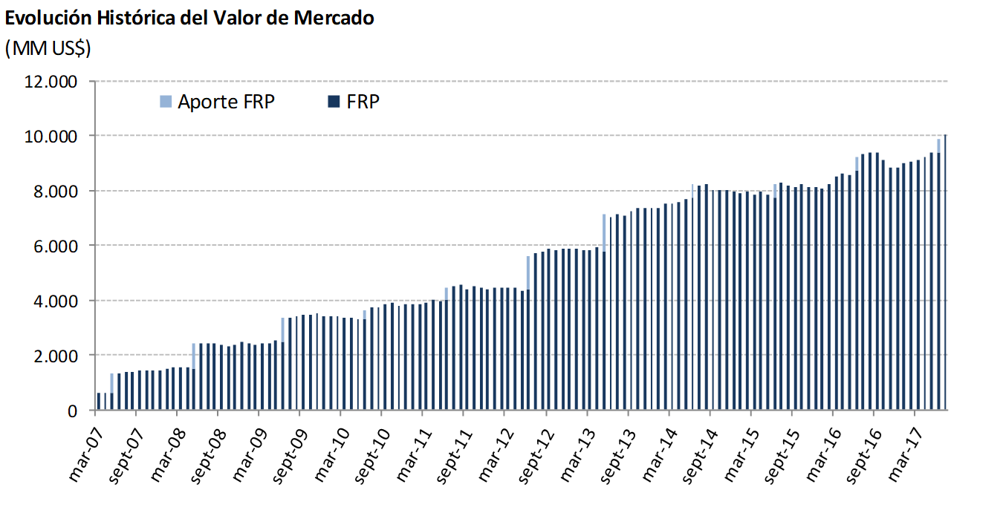 Evolución Histórica del Valor de Mercado
(MM US$)
12.000
Aporte FRP FRP
10.000
8.000
6.000
4.000
2.000
0
mar-07 sept-07 mar-08 sept-08 mar-09 sept-09 mar-10 sept-10 mar-11 sept-11 mar-12 sept-12 mar-13 sept-13 mar-14 sept-14 mar-15 sept-15 mar-16 sept-16 mar-17